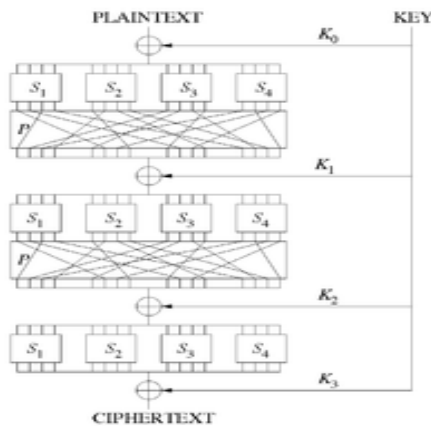 PLAINTEXT KEY
K₀
S₁ S₂ S₃ S₄
P
K₁
S₁ S₂ S₃ S₄
P
K₂
S₁ S₂ S₃ S₄
K₃
CIPHERTEXT